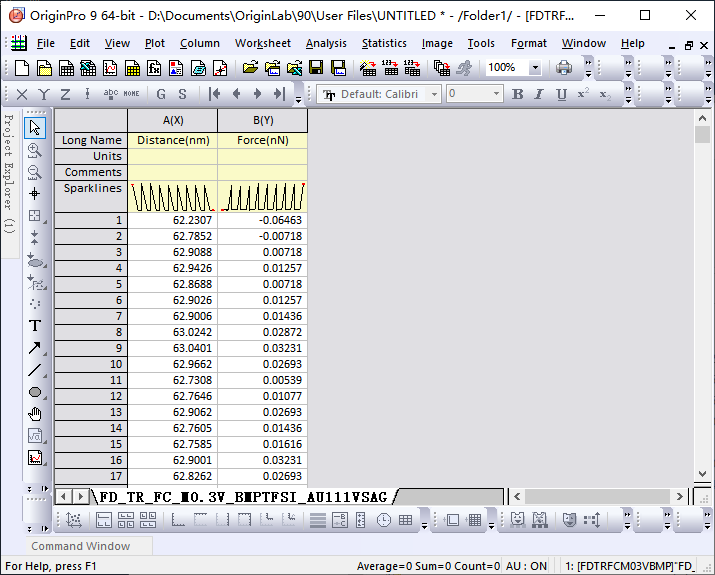 OriginPro 9 64-bit - D:\Documents\OriginLab\90\User Files\UNTITLED * - /Folder1/ - [FDTRF...
File Edit View Plot Column Worksheet Analysis Statistics Image Tools Format Window Help
100%
X Y Z abc NONE G S Default: Calibri 0 B I U x² x₂
Project Explorer (1)
A(X) B(Y)
Long Name Distance(nm) Force(nN)
Units
Comments
Sparklines
1 62.2307 -0.06463
2 62.7852 -0.00718
3 62.9088 0.00718
4 62.9426 0.01257
5 62.8688 0.00718
6 62.9026 0.01257
7 62.9006 0.01436
8 63.0242 0.02872
9 63.0401 0.03231
10 62.9662 0.02693
11 62.7308 0.00539
12 62.7646 0.01077
13 62.9062 0.02693
14 62.7605 0.01436
15 62.7585 0.01616
16 62.9001 0.03231
17 62.8262 0.02693
FD_TR_FC_M0.3V_BMPTFSI_AU111VSAG
Command Window
For Help, press F1 Average=0 Sum=0 Count=0 AU : ON 1: [FDTRFCM03VBMP]"FD_